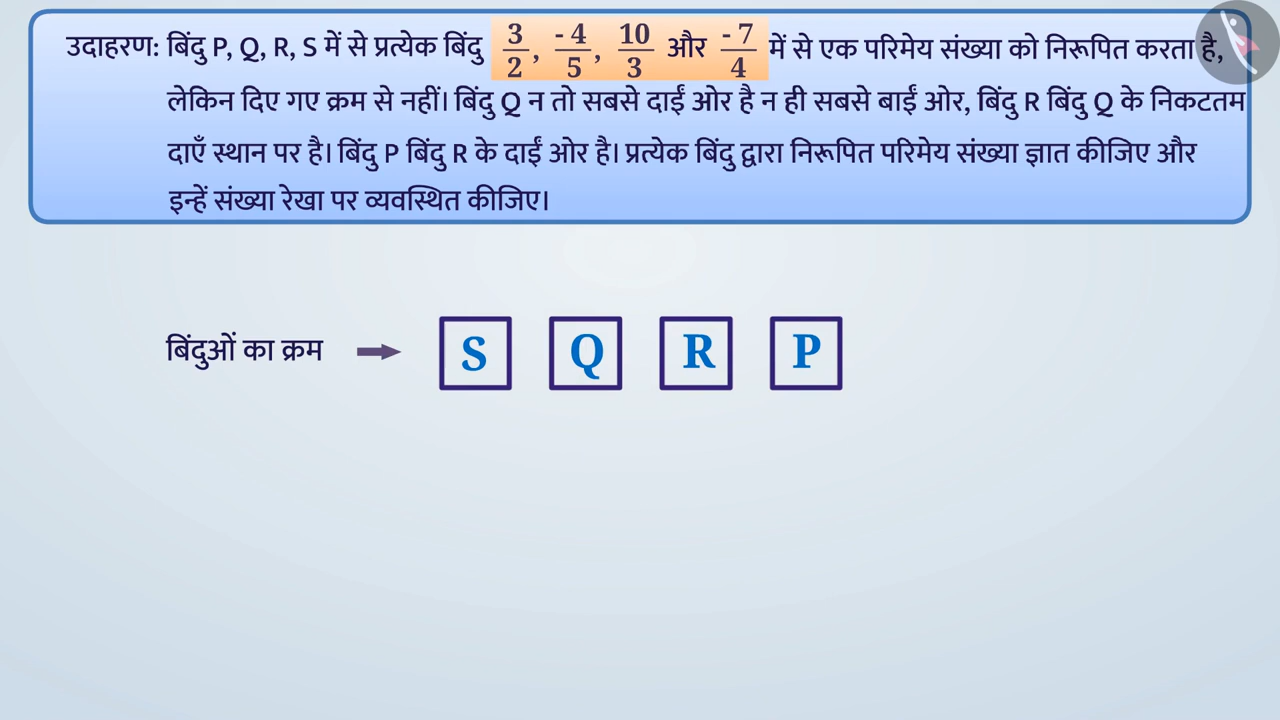 उदाहरण: बिंदु P, Q, R, S में से प्रत्येक बिंदु 3/2, -4/5, 10/3 और -7/4 में से एक परिमेय संख्या को निरूपित करता है,
लेकिन दिए गए क्रम से नहीं। बिंदु Q न तो सबसे दाईं ओर है न ही सबसे बाईं ओर, बिंदु R बिंदु Q के निकटतम
दाएँ स्थान पर है। बिंदु P बिंदु R के दाईं ओर है। प्रत्येक बिंदु द्वारा निरूपित परिमेय संख्या ज्ञात कीजिए और
इन्हें संख्या रेखा पर व्यवस्थित कीजिए।
बिंदुओं का क्रम → S Q R P